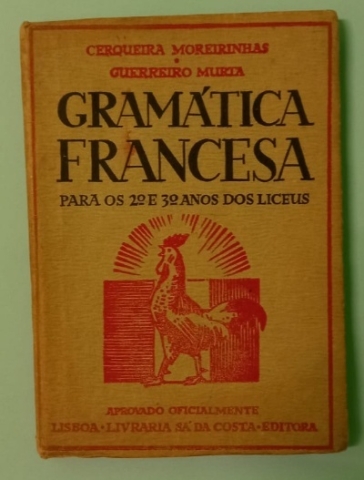 CERQUEIRA MOREIRINHAS
•
GUERREIRO MURTA
GRAMÁTICA
FRANCESA
PARA OS 2º E 3º ANOS DOS LICEUS
APROVADO OFICIALMENTE
LISBOA • LIVRARIA SÁ DA COSTA • EDITORA